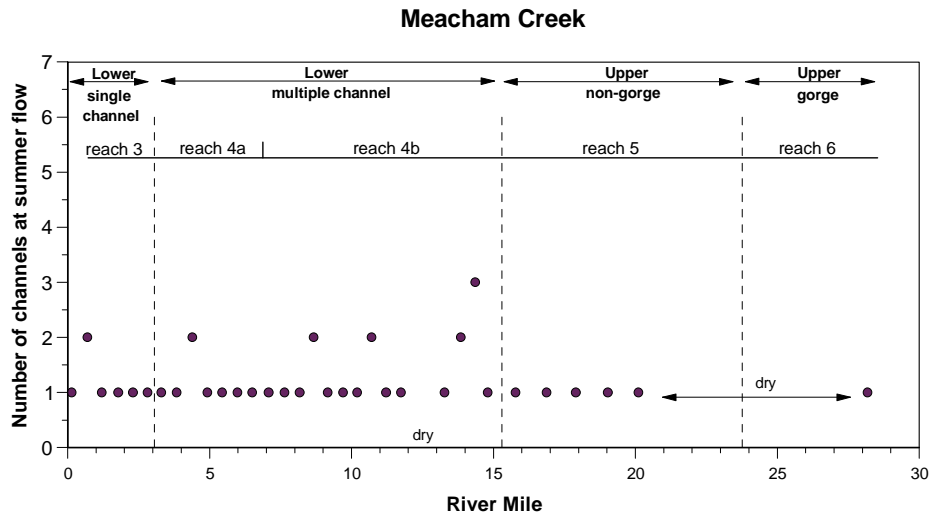 Meacham Creek
Number of channels at summer flow
7
6
5
4
3
2
1
0
Lower
single
channel
Lower
multiple channel
Upper
non-gorge
Upper
gorge
reach 3
reach 4a
reach 4b
reach 5
reach 6
dry
dry
0
5
10
15
20
25
30
River Mile